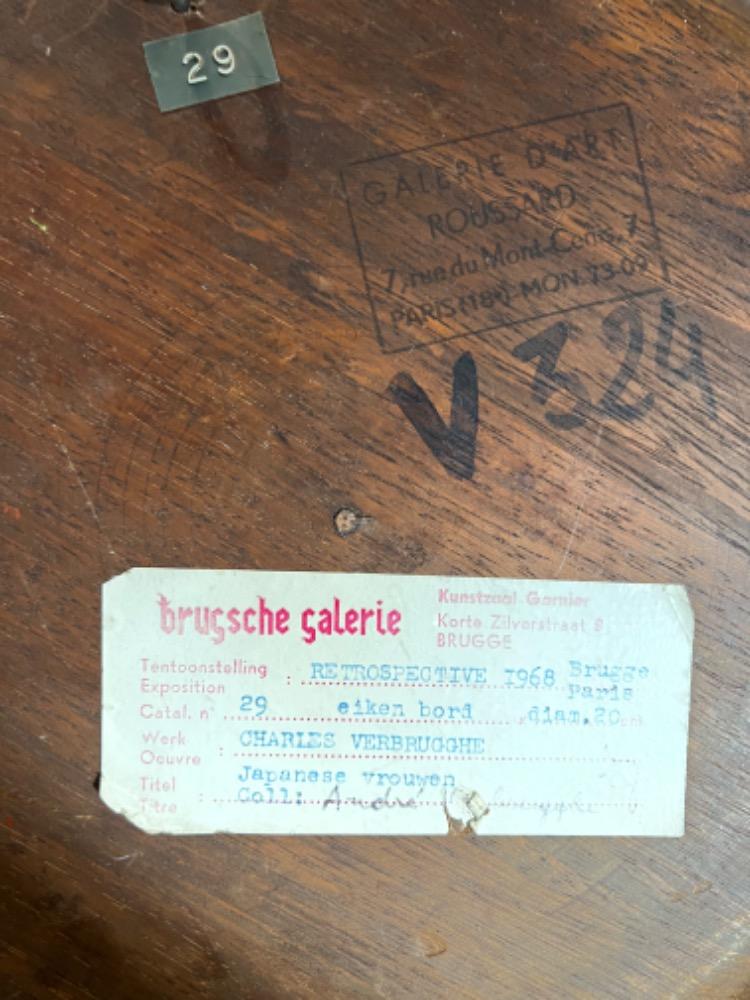 29
GALERIE D'ART
ROUSSARD
7, rue du Mont-Cenis, 7
PARIS (18e) MON. 73-09
V 324
brugsche galerie
Kunstzaal Garnier
Korte Zilverstraat 8
BRUGGE
Tentoonstelling
Exposition : RETROSPECTIVE 1968 Brugge
Paris
Catal. n° 29 eiken bord diam.20cm
Werk
Oeuvre : CHARLES VERBRUGGHE
Titel
Titre : Japanese vrouwen
Coll: André